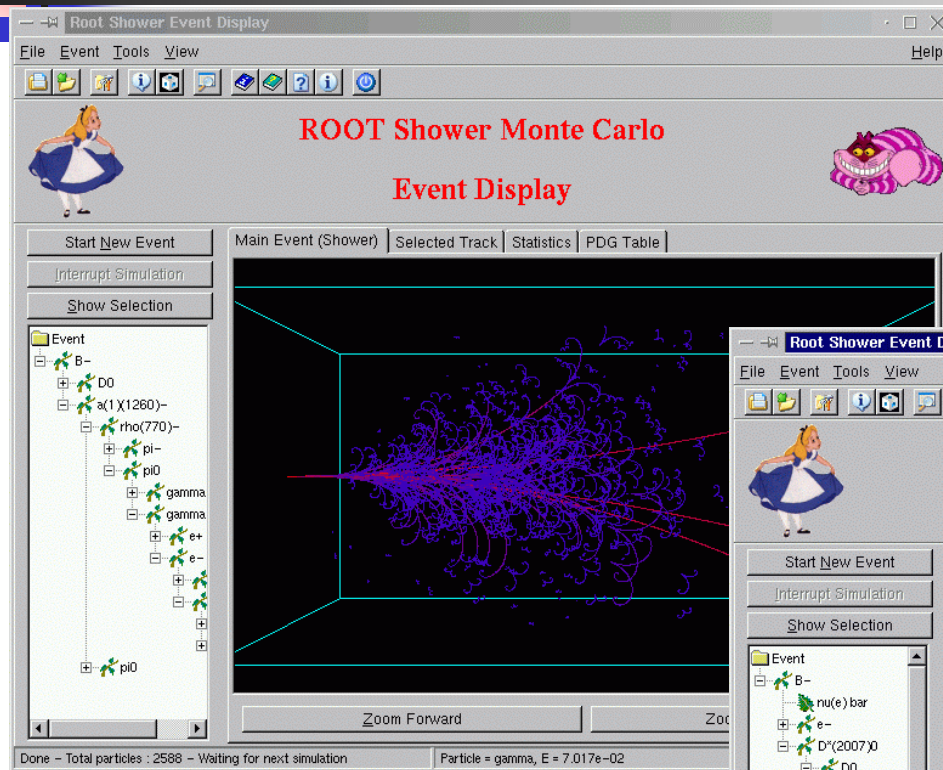 Root Shower Event Display
File Event Tools View Help
ROOT Shower Monte Carlo
Event Display
Start New Event
Interrupt Simulation
Show Selection
Main Event (Shower) Selected Track Statistics PDG Table
Event
B-
D0
a(1)(1260)-
rho(770)-
pi-
pi0
gamma
gamma
e+
e-
pi0
Zoom Forward
Done - Total particles : 2588 - Waiting for next simulation
Particle = gamma, E = 7.017e-02
Root Shower Event
File Event Tools View
Start New Event
Interrupt Simulation
Show Selection
Event
B-
nu(e) bar
e-
D*(2007)0
D0